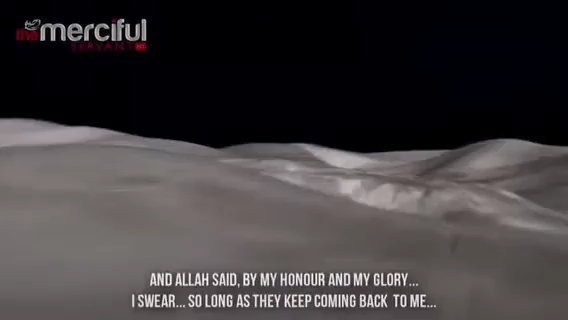 the merciful
SERVANT HD
AND ALLAH SAID, BY MY HONOUR AND MY GLORY...
I SWEAR... SO LONG AS THEY KEEP COMING BACK TO ME...